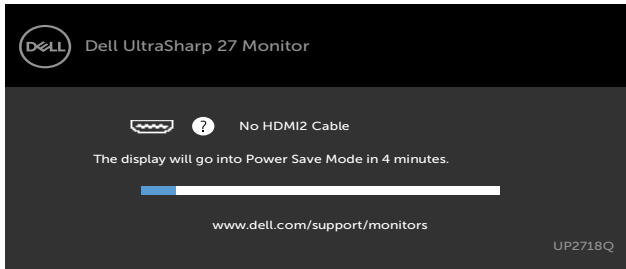 DELL
Dell UltraSharp 27 Monitor
? No HDMI2 Cable
The display will go into Power Save Mode in 4 minutes.
www.dell.com/support/monitors
UP2718Q